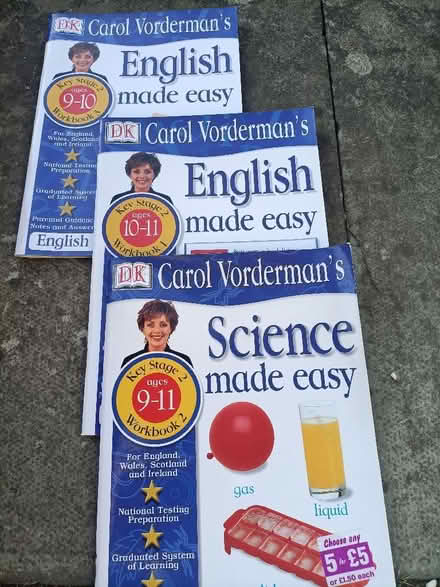 DK Carol Vorderman's
English
made easy
Key Stage 2
ages
9-10
For England,
Wales, Scotland
and Ireland
National Testing
Preparation
Graduated System
of Learning
Parental Guidance
Notes and Answers
English
DK Carol Vorderman's
English
made easy
Key Stage 2
ages
10-11
Workbook 1
DK Carol Vorderman's
Science
made easy
Key Stage 2
ages
9-11
Workbook 2
For England,
Wales, Scotland
and Ireland
National Testing
Preparation
Graduated System
of Learning
gas
liquid
Choose any
5 for £5
or £1.50 each